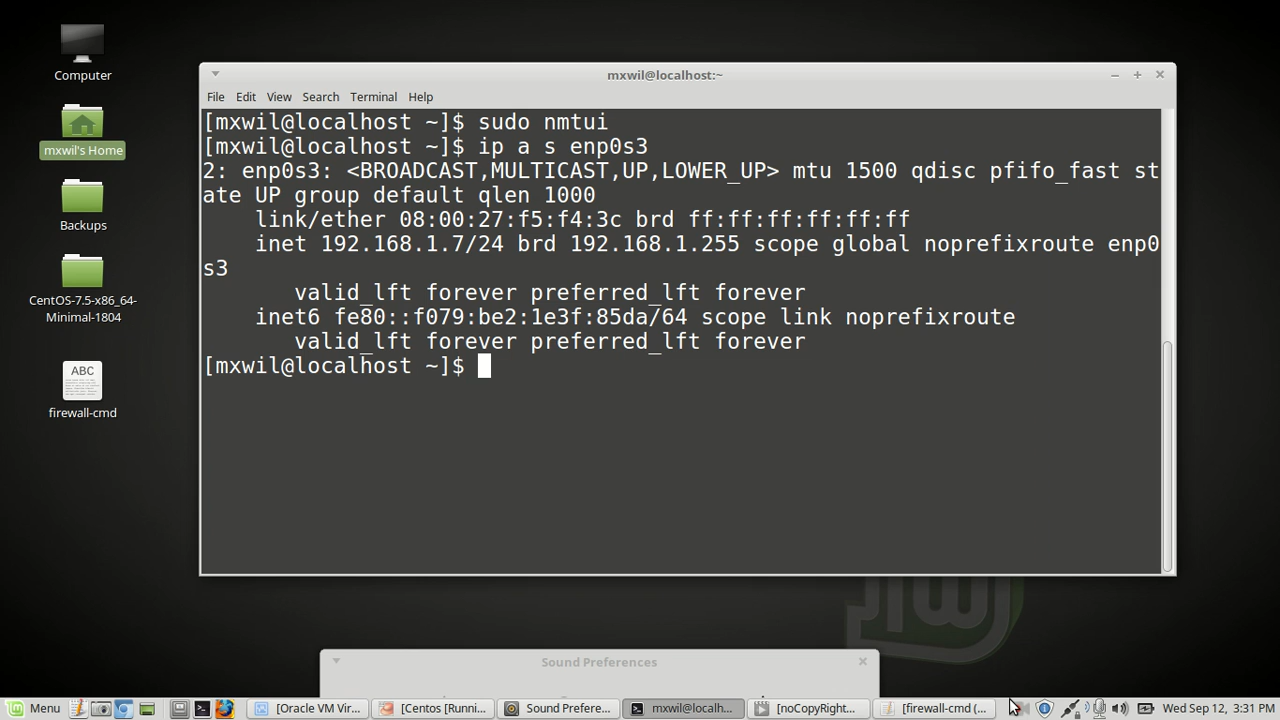 Computer
mxwil's Home
Backups
CentOS-7.5-x86_64-
Minimal-1804
ABC
firewall-cmd
mxwil@localhost:~
File Edit View Search Terminal Help
[mxwil@localhost ~]$ sudo nmtui
[mxwil@localhost ~]$ ip a s enp0s3
2: enp0s3: <BROADCAST,MULTICAST,UP,LOWER_UP> mtu 1500 qdisc pfifo_fast st
ate UP group default qlen 1000
    link/ether 08:00:27:f5:f4:3c brd ff:ff:ff:ff:ff:ff
    inet 192.168.1.7/24 brd 192.168.1.255 scope global noprefixroute enp0
s3
       valid_lft forever preferred_lft forever
    inet6 fe80::f079:be2:1e3f:85da/64 scope link noprefixroute
       valid_lft forever preferred_lft forever
[mxwil@localhost ~]$
Sound Preferences
Menu [Oracle VM Vir... [Centos [Runni... Sound Prefere... mxwil@localh... [noCopyRight... [firewall-cmd (... Wed Sep 12, 3:31 PM